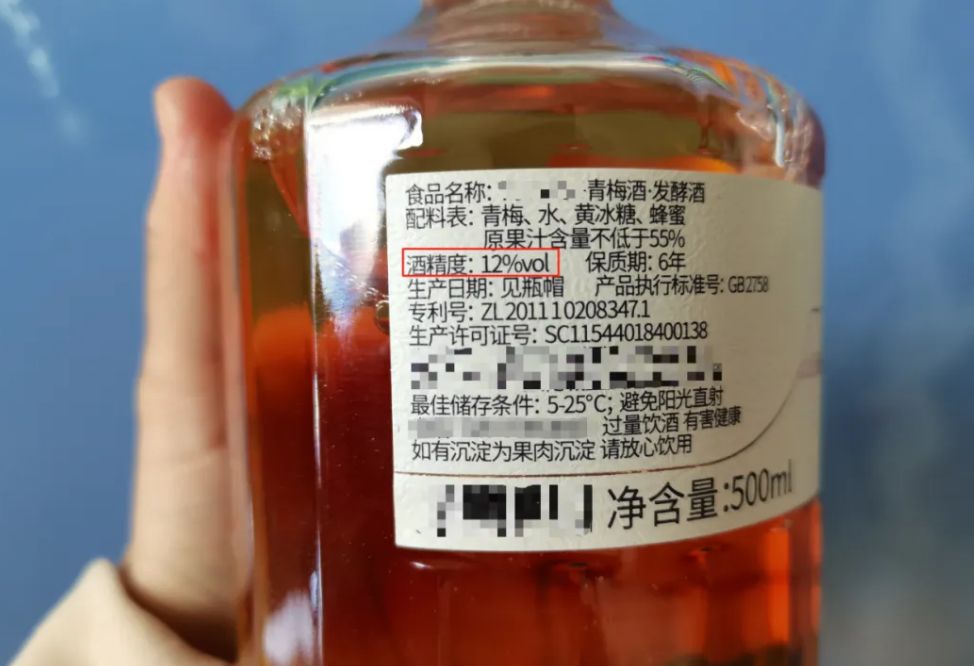 食品名称： ·青梅酒·发酵酒
配料表：青梅、水、黄冰糖、蜂蜜
原果汁含量不低于55%
酒精度：12%vol 保质期：6年
生产日期：见瓶帽 产品执行标准号：GB2758
专利号：ZL201110208347.1
生产许可证号：SC11544018400138
最佳储存条件：5-25°C；避免阳光直射
过量饮酒 有害健康
如有沉淀为果肉沉淀 请放心饮用
净含量：500ml